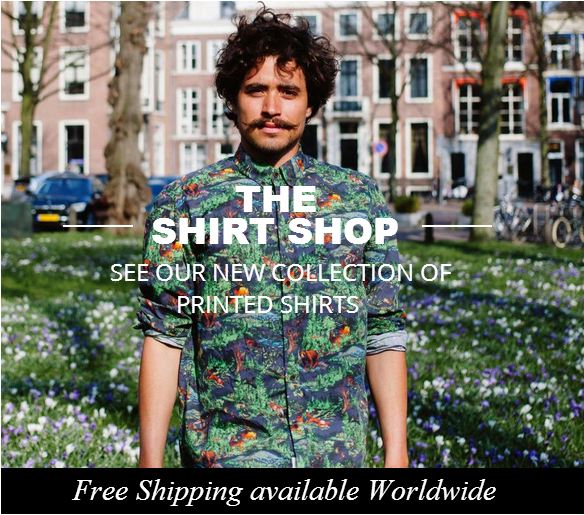 THE
SHIRT SHOP
SEE OUR NEW COLLECTION OF
PRINTED SHIRTS
Free Shipping available Worldwide